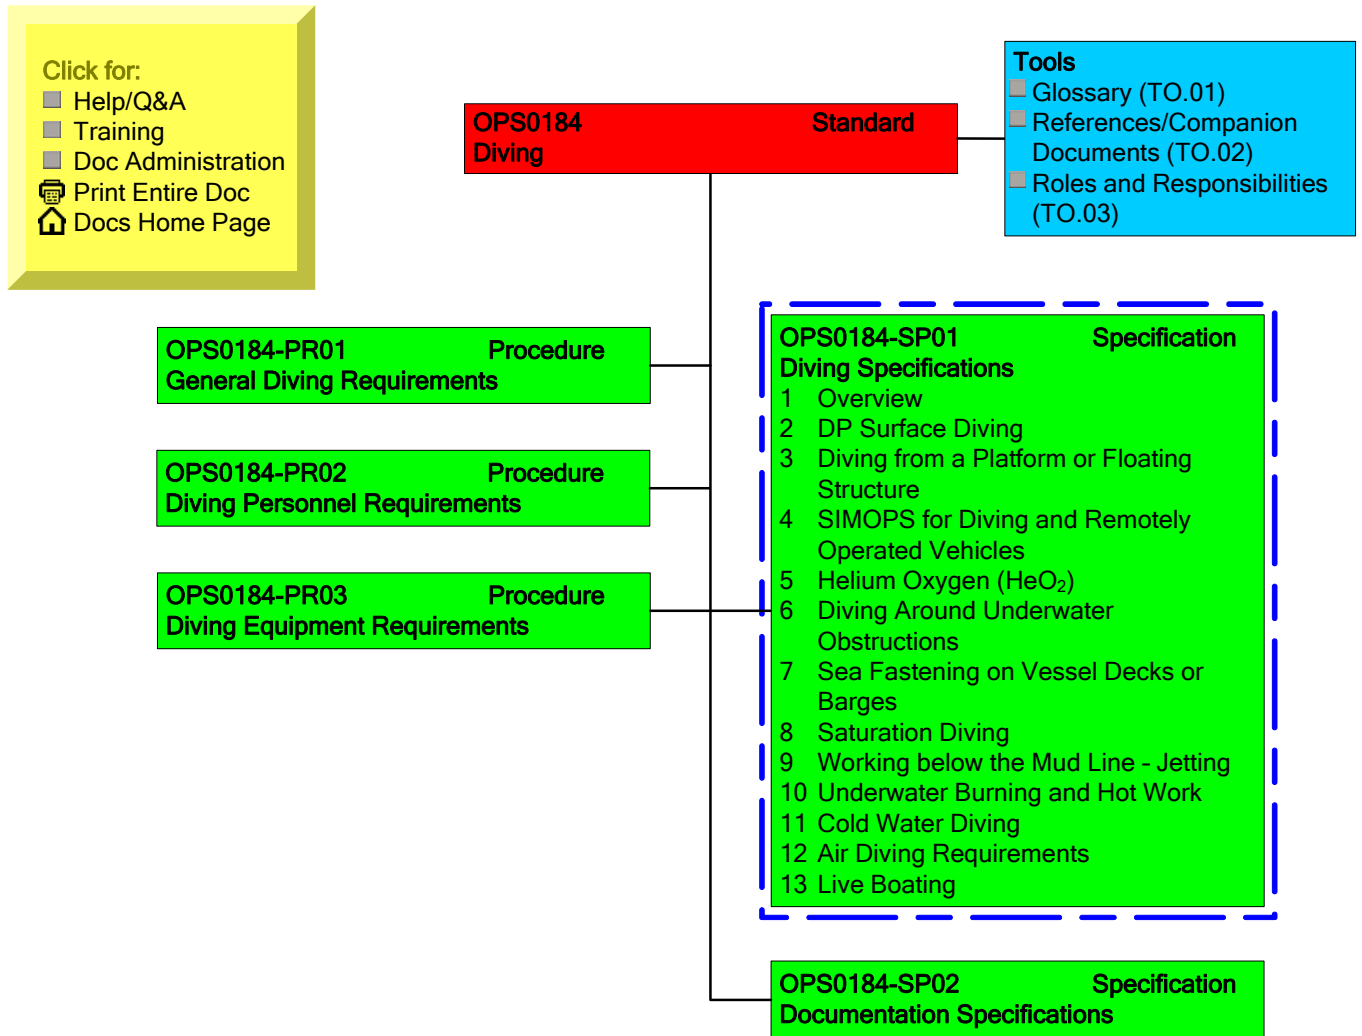 Click for:
Help/Q&A
Training
Doc Administration
Print Entire Doc
Docs Home Page
OPS0184 Standard
Diving
Tools
Glossary (TO.01)
References/Companion
Documents (TO.02)
Roles and Responsibilities
(TO.03)
OPS0184-PR01 Procedure
General Diving Requirements
OPS0184-PR02 Procedure
Diving Personnel Requirements
OPS0184-PR03 Procedure
Diving Equipment Requirements
OPS0184-SP01 Specification
Diving Specifications
1 Overview
2 DP Surface Diving
3 Diving from a Platform or Floating
Structure
4 SIMOPS for Diving and Remotely
Operated Vehicles
5 Helium Oxygen (HeO₂)
6 Diving Around Underwater
Obstructions
7 Sea Fastening on Vessel Decks or
Barges
8 Saturation Diving
9 Working below the Mud Line - Jetting
10 Underwater Burning and Hot Work
11 Cold Water Diving
12 Air Diving Requirements
13 Live Boating
OPS0184-SP02 Specification
Documentation Specifications